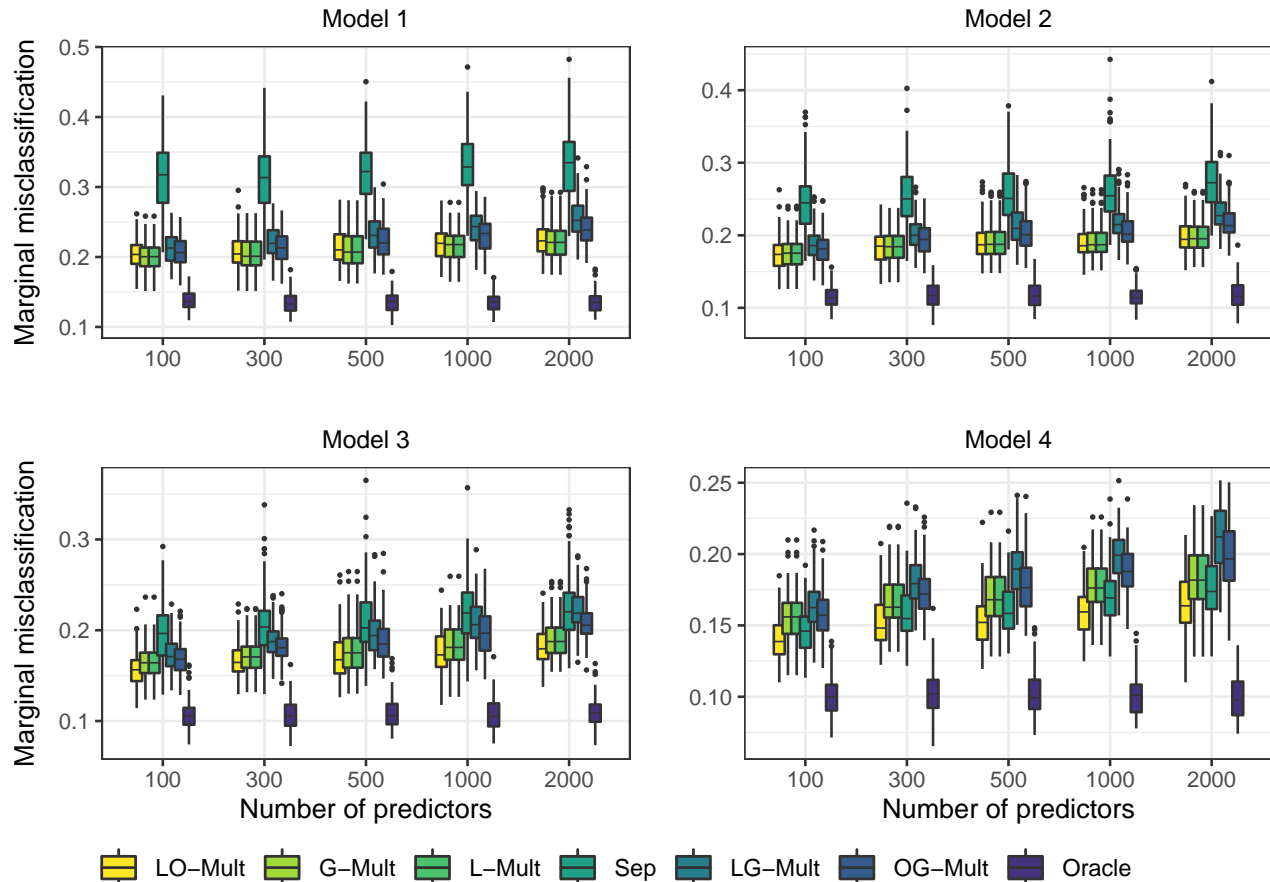 Model 1
Model 2
Marginal misclassification
0.5
0.4
0.3
0.2
0.1
0.4
0.3
0.2
0.1
100 300 500 1000 2000
100 300 500 1000 2000
Model 3
Model 4
Marginal misclassification
0.3
0.2
0.1
0.25
0.20
0.15
0.10
100 300 500 1000 2000
100 300 500 1000 2000
Number of predictors
Number of predictors
LO−Mult G−Mult L−Mult Sep LG−Mult OG−Mult Oracle